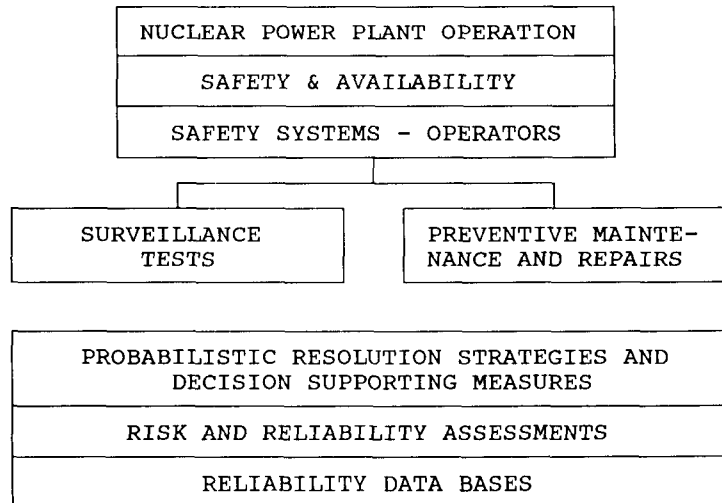 NUCLEAR POWER PLANT OPERATION
SAFETY & AVAILABILITY
SAFETY SYSTEMS - OPERATORS
SURVEILLANCE
TESTS
PREVENTIVE MAINTE-
NANCE AND REPAIRS
PROBABILISTIC RESOLUTION STRATEGIES AND
DECISION SUPPORTING MEASURES
RISK AND RELIABILITY ASSESSMENTS
RELIABILITY DATA BASES